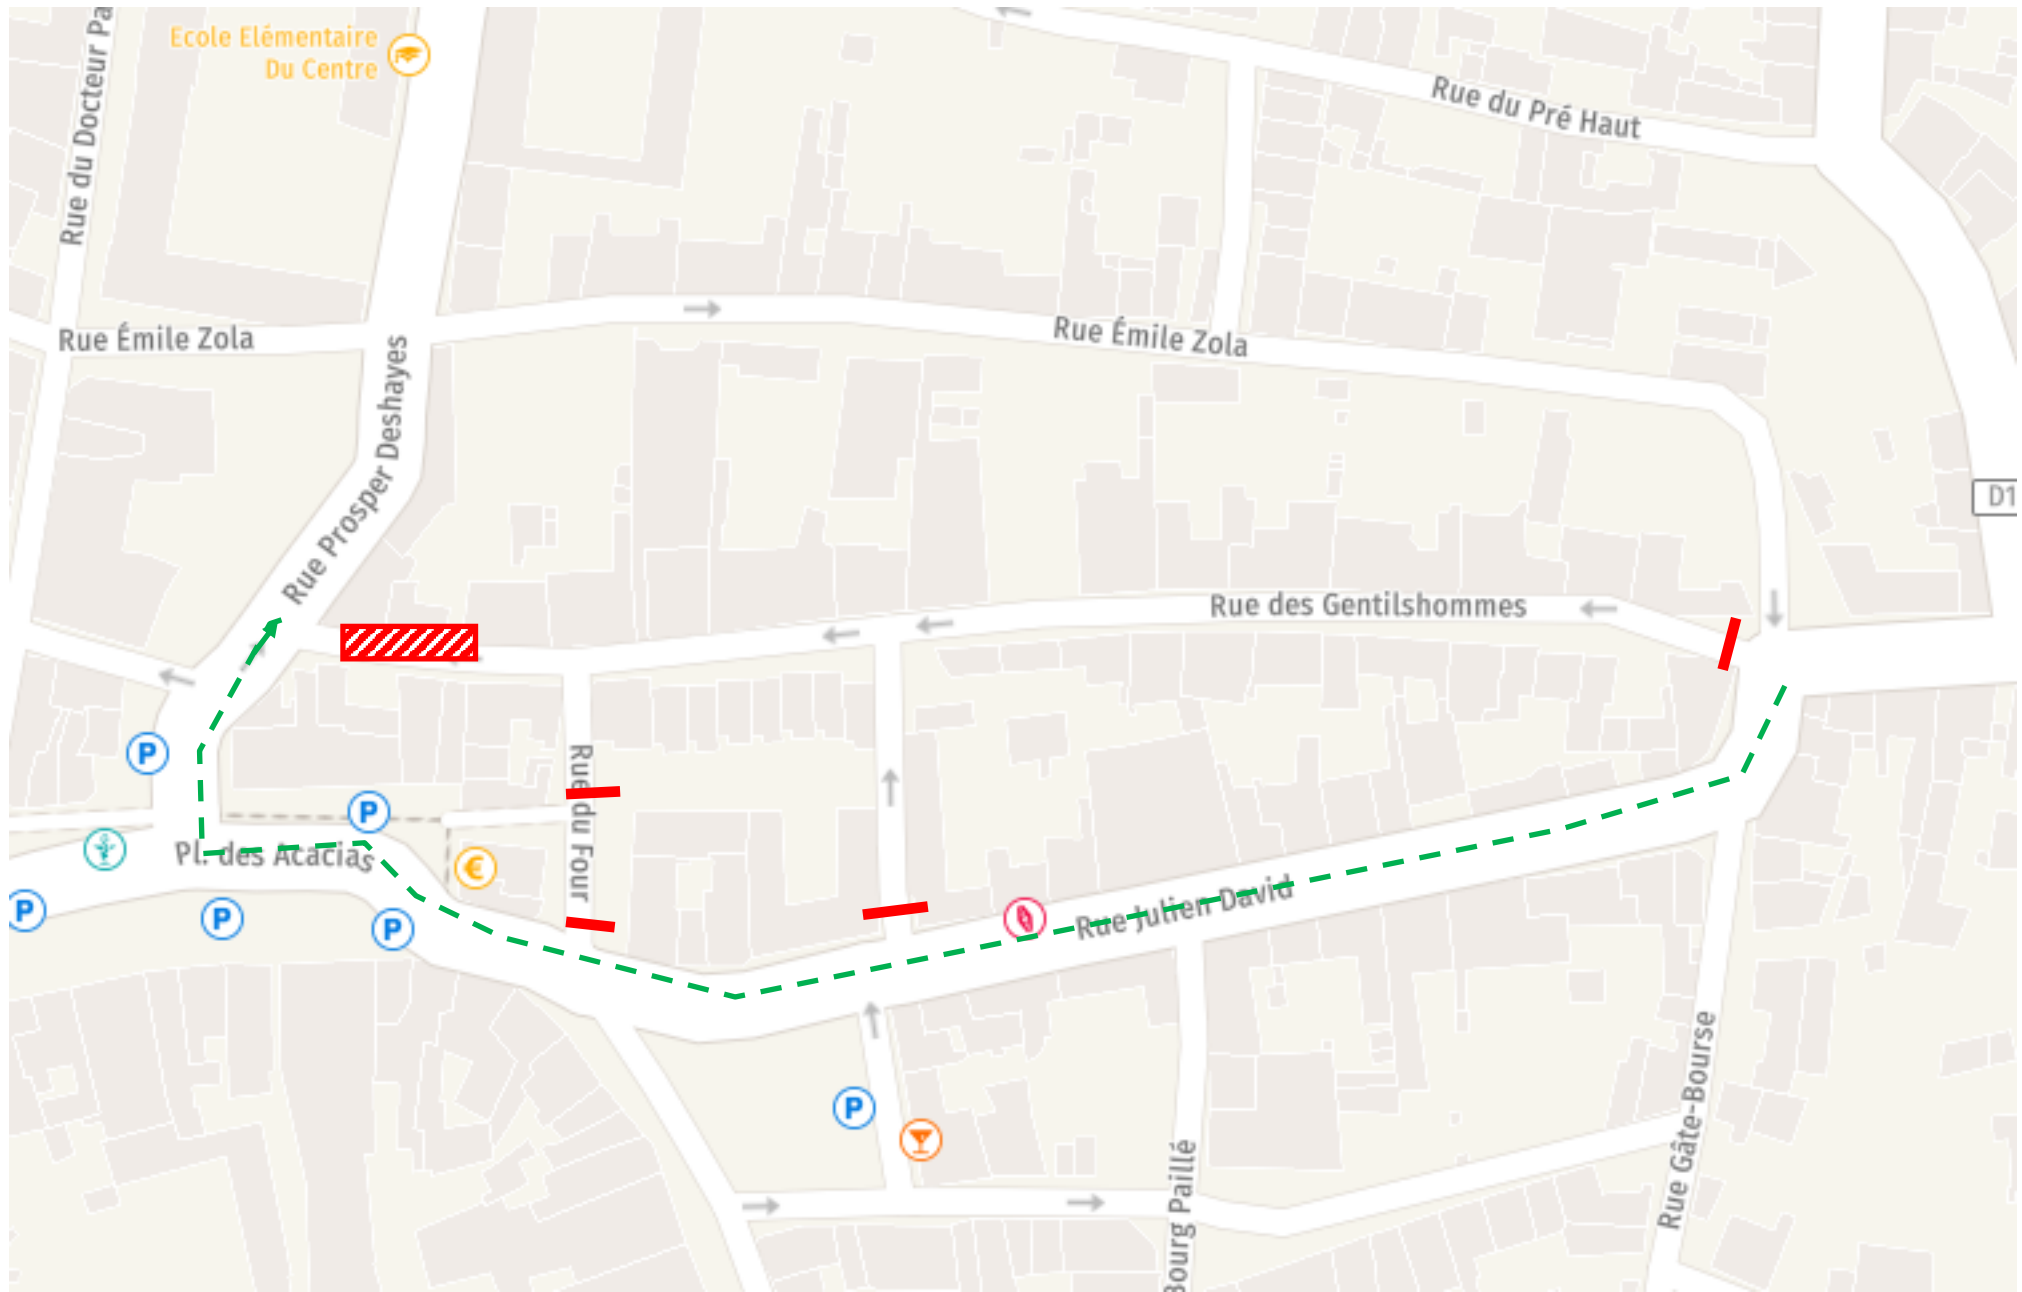 Ecole Elémentaire
Du Centre
Rue du Docteur Pa
Rue du Pré Haut
Rue Émile Zola
Rue Émile Zola
Rue Prosper Deshayes
D1
Rue des Gentilshommes
P
Rue du Four
P
Pl. des Acacias
€
P
P
P
Rue Julien David
P
Rue Gâte-Bourse
Bourg Paillé